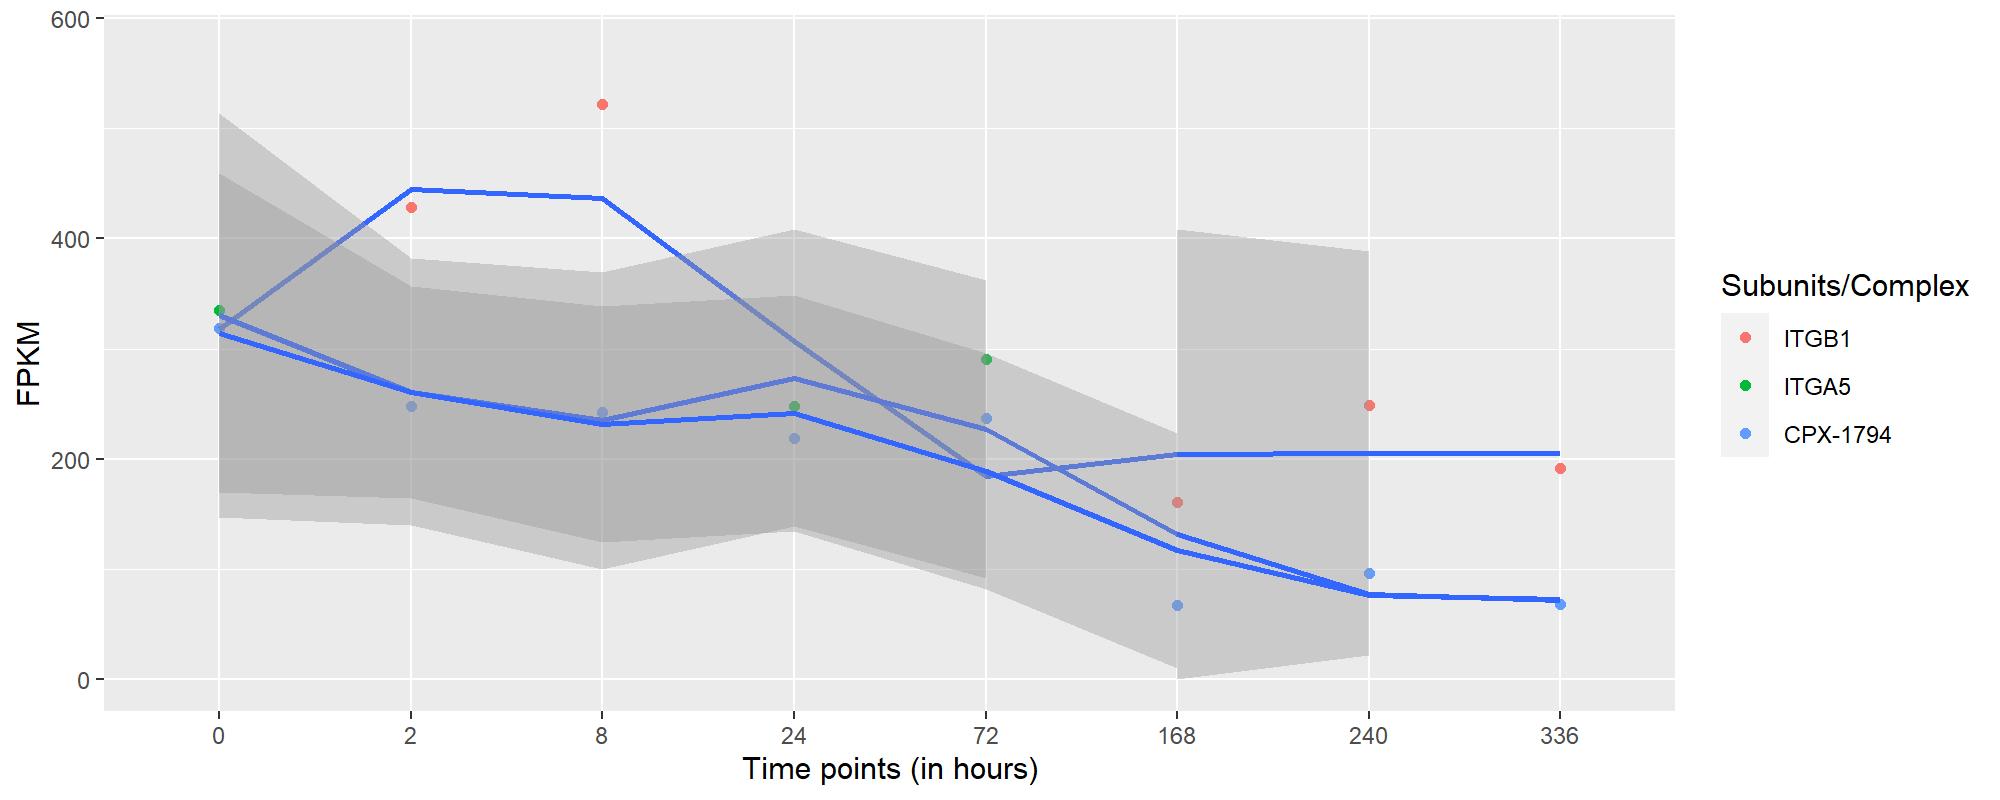 600
400
200
0
FPKM
0 2 8 24 72 168 240 336
Time points (in hours)
Subunits/Complex
ITGB1
ITGA5
CPX-1794